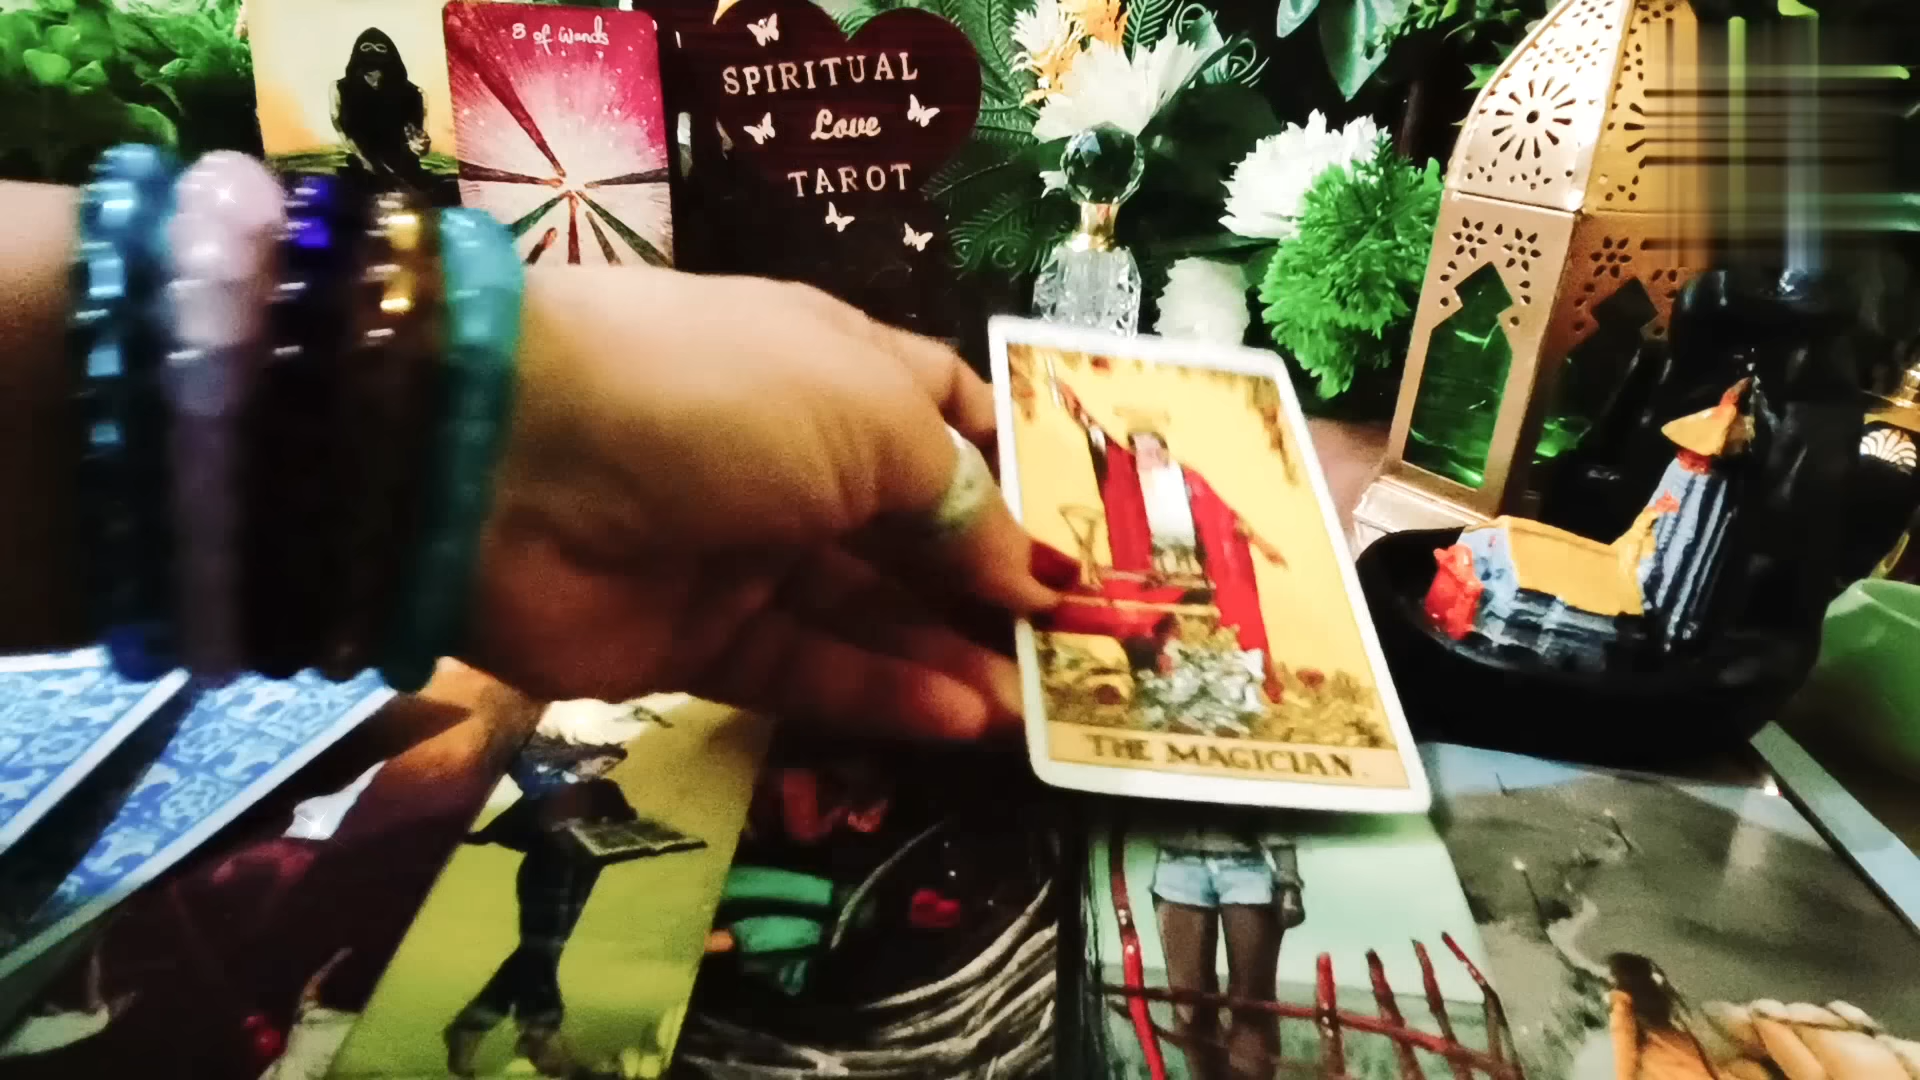 8 of Wands
SPIRITUAL
Love
TAROT
THE MAGICIAN.